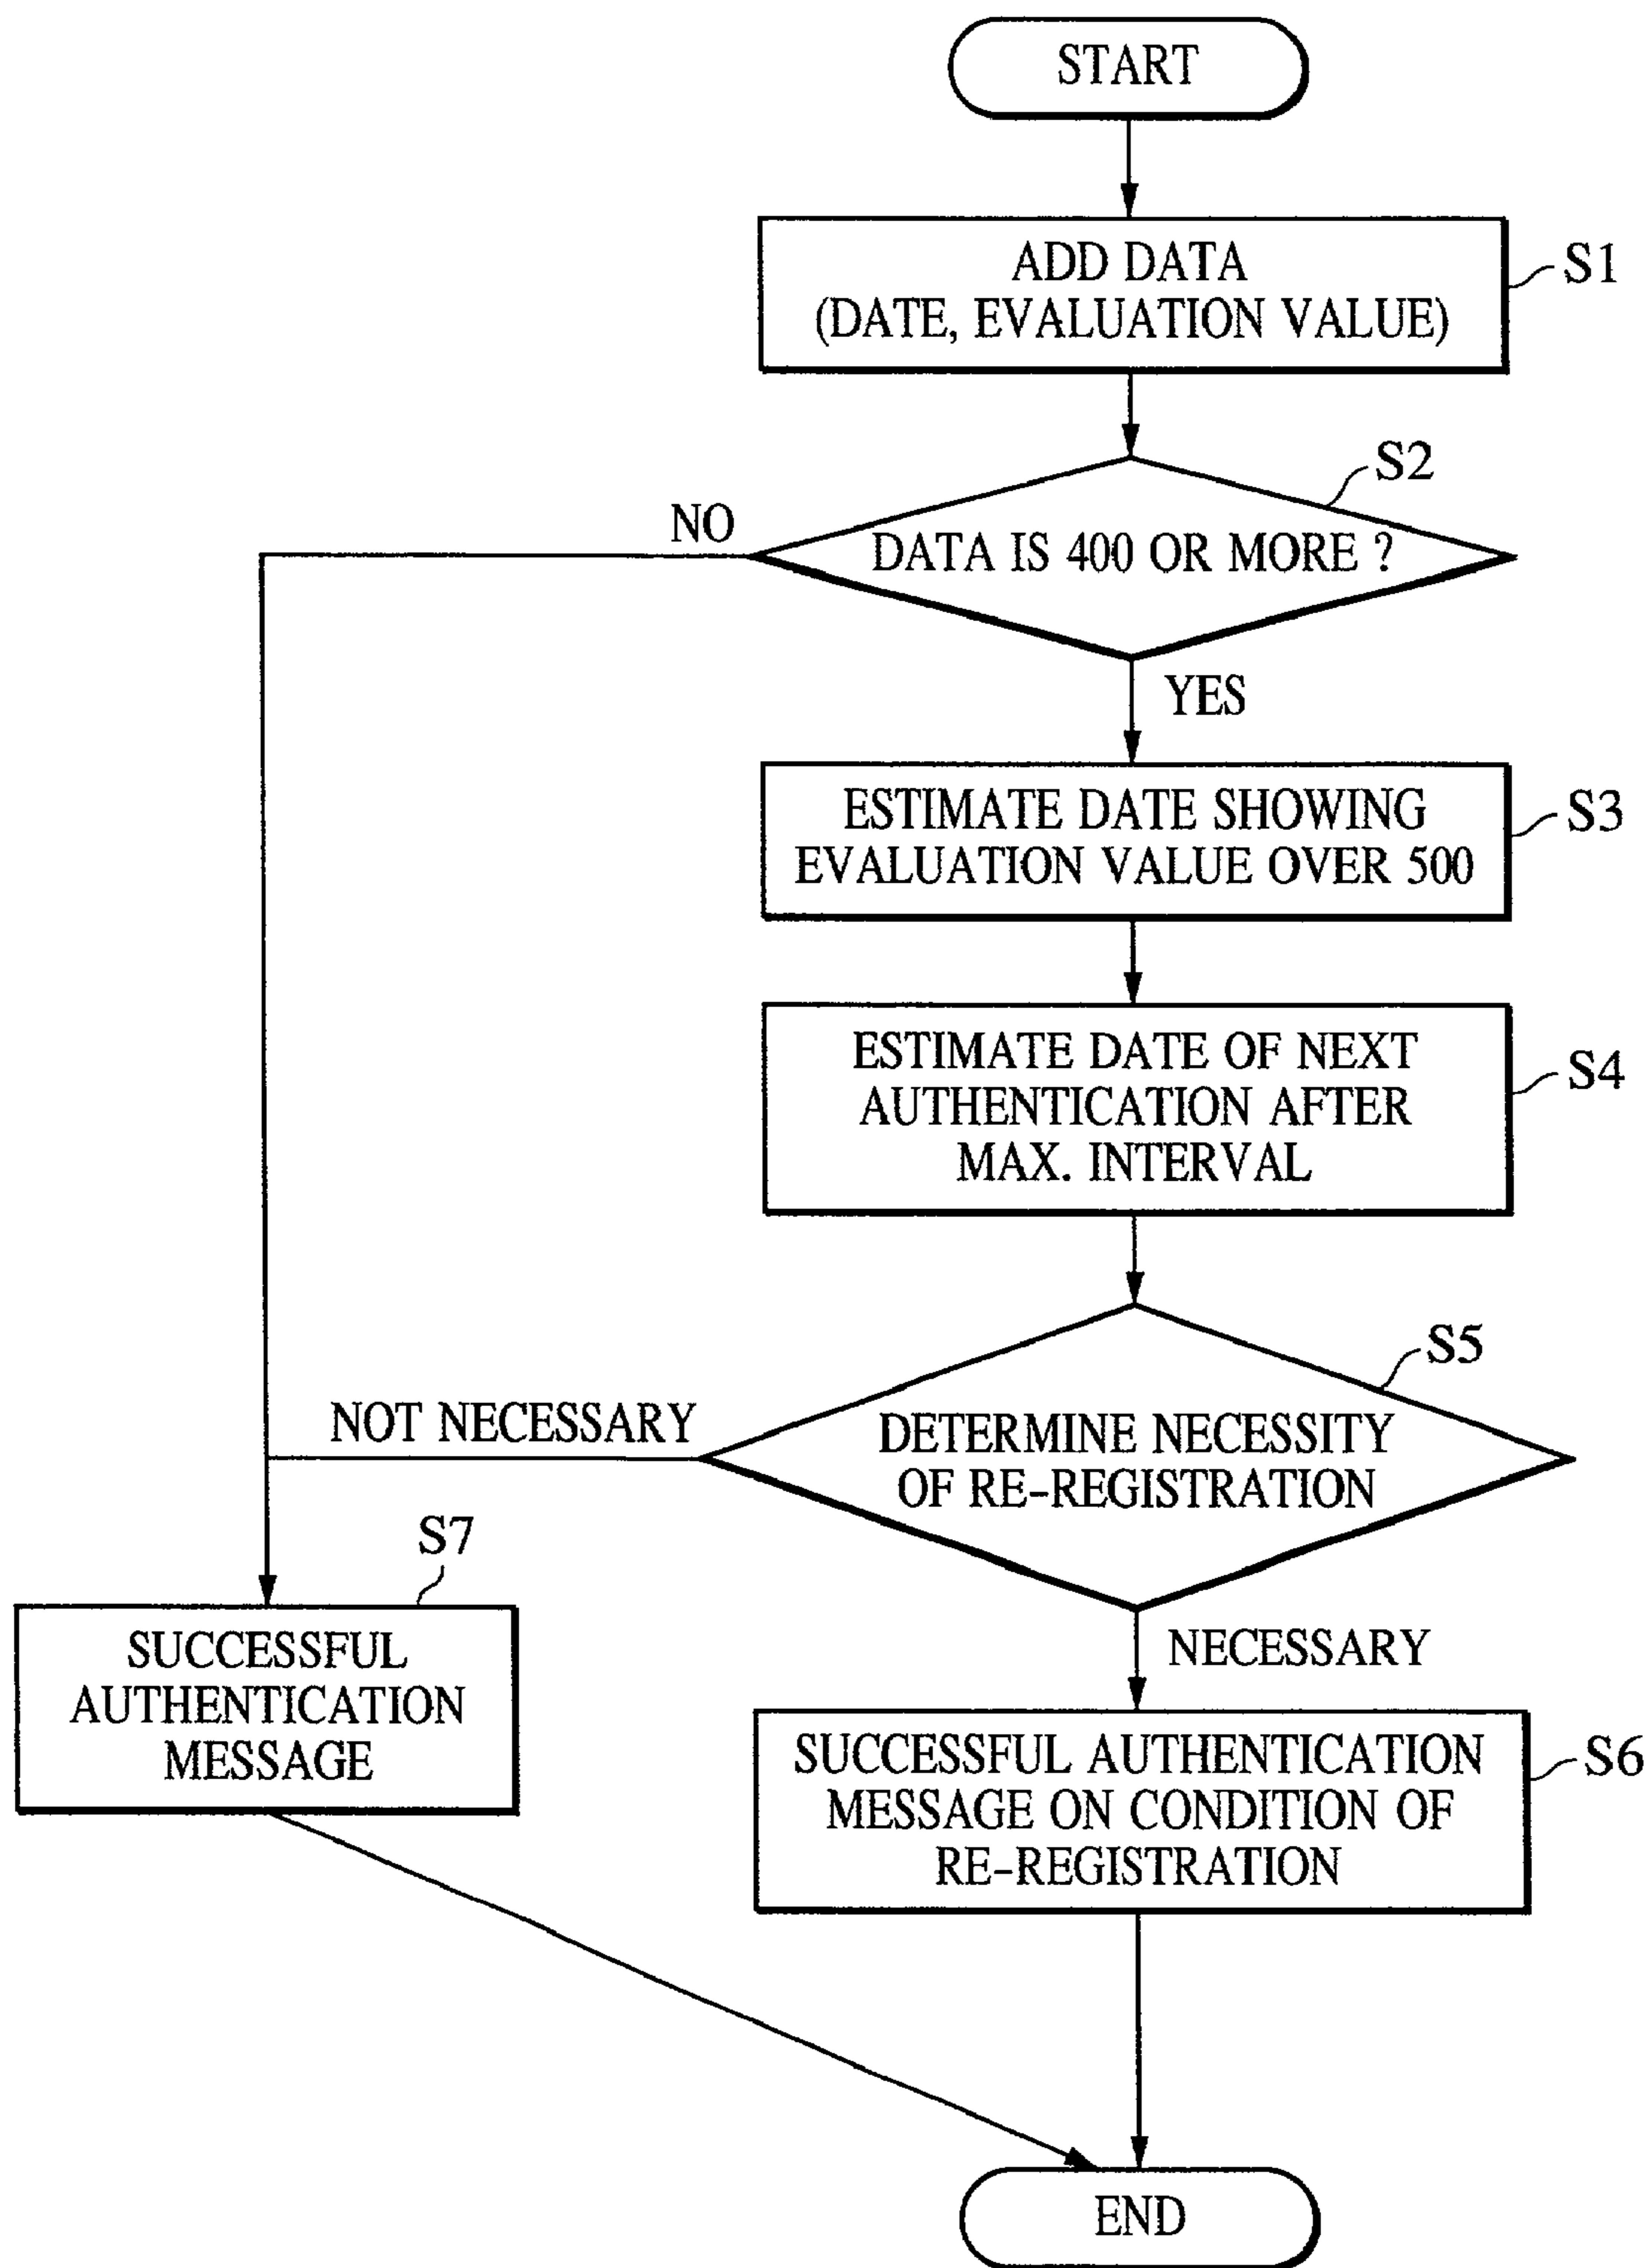 START
ADD DATA
(DATE, EVALUATION VALUE)
S1
S2
NO
DATA IS 400 OR MORE ?
YES
ESTIMATE DATE SHOWING
EVALUATION VALUE OVER 500
S3
ESTIMATE DATE OF NEXT
AUTHENTICATION AFTER
MAX. INTERVAL
S4
S5
NOT NECESSARY
DETERMINE NECESSITY
OF RE-REGISTRATION
S7
SUCCESSFUL
AUTHENTICATION
MESSAGE
NECESSARY
SUCCESSFUL AUTHENTICATION
MESSAGE ON CONDITION OF
RE-REGISTRATION
S6
END